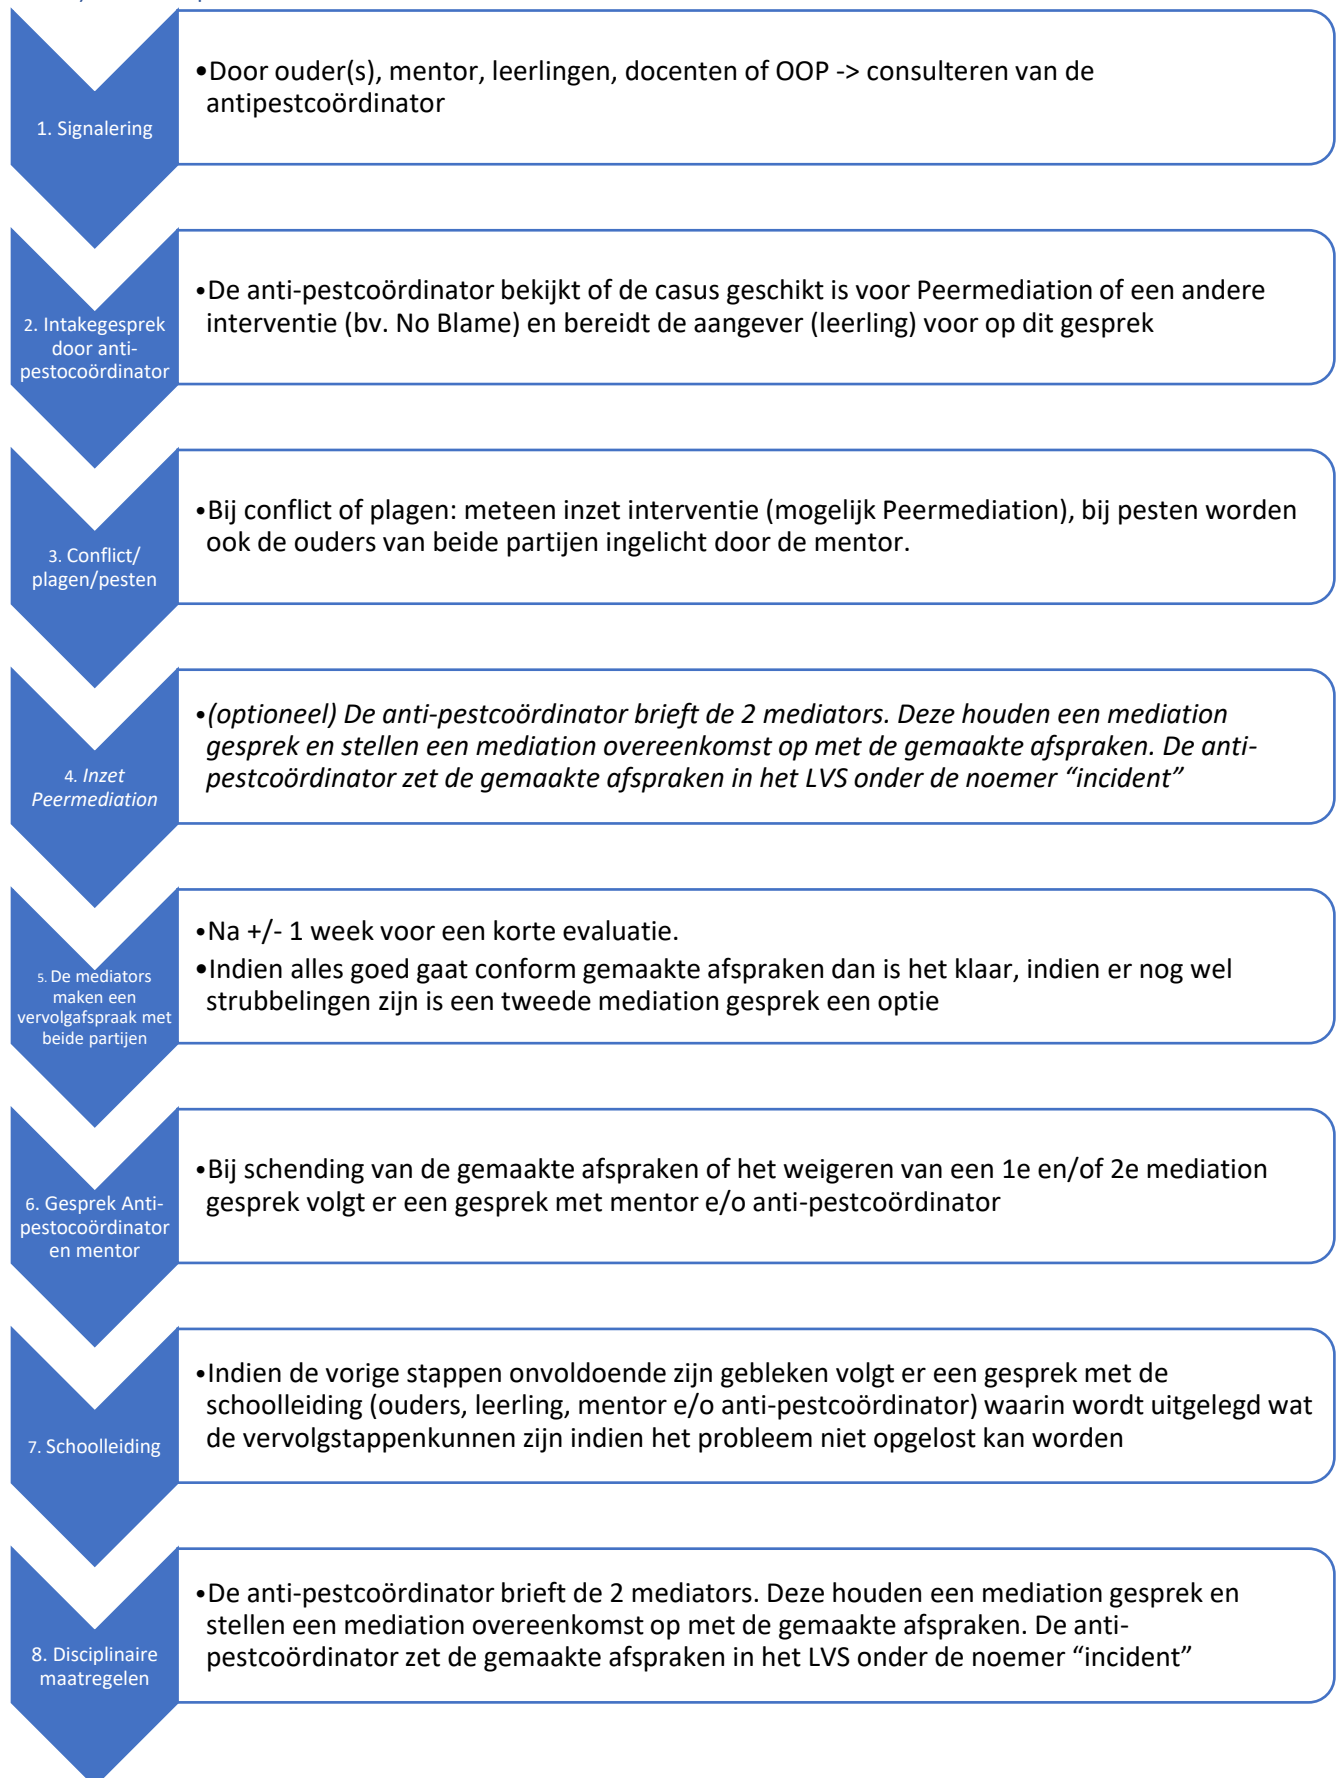 1. Signalering
•Door ouder(s), mentor, leerlingen, docenten of OOP -> consulteren van de
antipestcoördinator
2. Intakegesprek
door anti-
pestocoördinator
•De anti-pestcoördinator bekijkt of de casus geschikt is voor Peermediation of een andere
interventie (bv. No Blame) en bereidt de aangever (leerling) voor op dit gesprek
3. Conflict/
plagen/pesten
•Bij conflict of plagen: meteen inzet interventie (mogelijk Peermediation), bij pesten worden
ook de ouders van beide partijen ingelicht door de mentor.
4. Inzet
Peermediation
•(optioneel) De anti-pestcoördinator brieft de 2 mediators. Deze houden een mediation
gesprek en stellen een mediation overeenkomst op met de gemaakte afspraken. De anti-
pestcoördinator zet de gemaakte afspraken in het LVS onder de noemer “incident”
5. De mediators
maken een
vervolgafspraak met
beide partijen
•Na +/- 1 week voor een korte evaluatie.
•Indien alles goed gaat conform gemaakte afspraken dan is het klaar, indien er nog wel
strubbelingen zijn is een tweede mediation gesprek een optie
6. Gesprek Anti-
pestocoördinator
en mentor
•Bij schending van de gemaakte afspraken of het weigeren van een 1e en/of 2e mediation
gesprek volgt er een gesprek met mentor e/o anti-pestcoördinator
7. Schoolleiding
•Indien de vorige stappen onvoldoende zijn gebleken volgt er een gesprek met de
schoolleiding (ouders, leerling, mentor e/o anti-pestcoördinator) waarin wordt uitgelegd wat
de vervolgstappenkunnen zijn indien het probleem niet opgelost kan worden
8. Disciplinaire
maatregelen
•De anti-pestcoördinator brieft de 2 mediators. Deze houden een mediation gesprek en
stellen een mediation overeenkomst op met de gemaakte afspraken. De anti-
pestcoördinator zet de gemaakte afspraken in het LVS onder de noemer “incident”